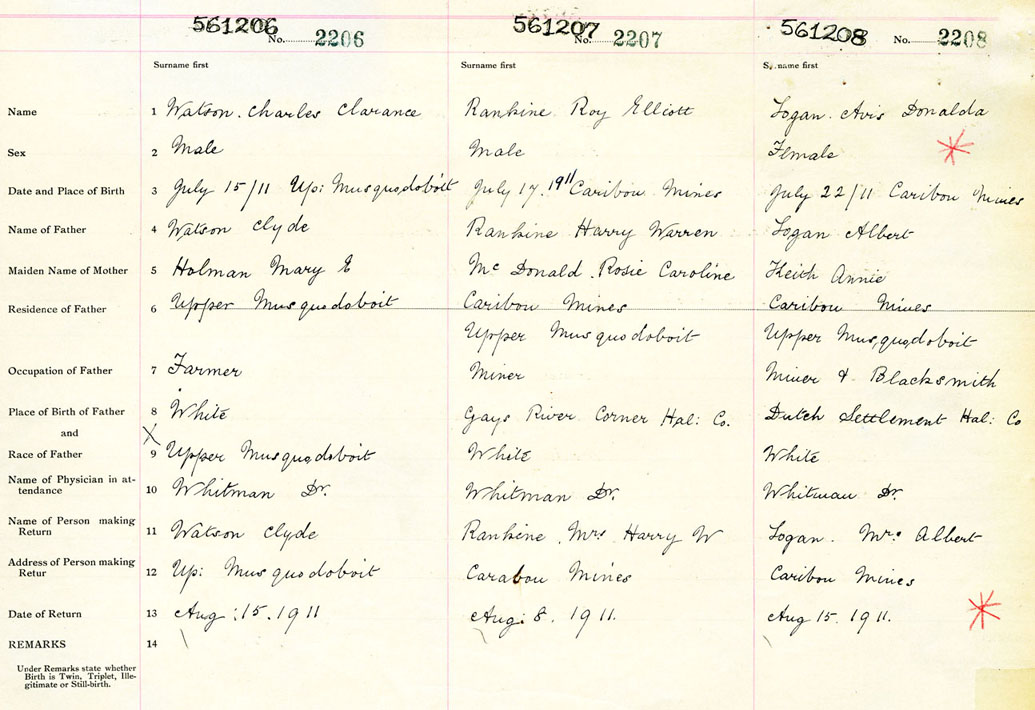 561206 No. 2206 561207 No. 2207 561208 No. 2208
Surname first Surname first Surname first
Name 1 Watson. Charles Clarance Rankine Roy Elliott Logan. Avis Donalda
Sex 2 Male Male Female
Date and Place of Birth 3 July 15/11 Up: Musquodoboit July 17. 1911 Caribou Mines July 22/11 Caribou Mines
Name of Father 4 Watson Clyde Rankine Harry Warren Logan Albert
Maiden Name of Mother 5 Holman Mary E Mc Donald. Rosie Caroline Keith Annie
Residence of Father 6 Upper Musquodoboit Caribou Mines Caribou Mines
Upper Musquodoboit Upper Musquodoboit
Occupation of Father 7 Farmer Miner Miner & Blacksmith
Place of Birth of Father 8 White Gays River Corner Hal: Co. Dutch Settlement Hal: Co
and
Race of Father 9 Upper Musquodoboit White White
Name of Physician in at-
tendance 10 Whitman Dr. Whitman Dr. Whitman Dr.
Name of Person making
Return 11 Watson Clyde Rankine. Mrs Harry W Logan. Mrs Albert
Address of Person making
Retur 12 Up: Musquodoboit Carabou Mines Caribou Mines
Date of Return 13 Aug: 15. 1911 Aug: 8. 1911. Aug 15. 1911.
REMARKS 14
Under Remarks state whether
Birth is Twin, Triplet, Ille-
gitimate or Still-birth.